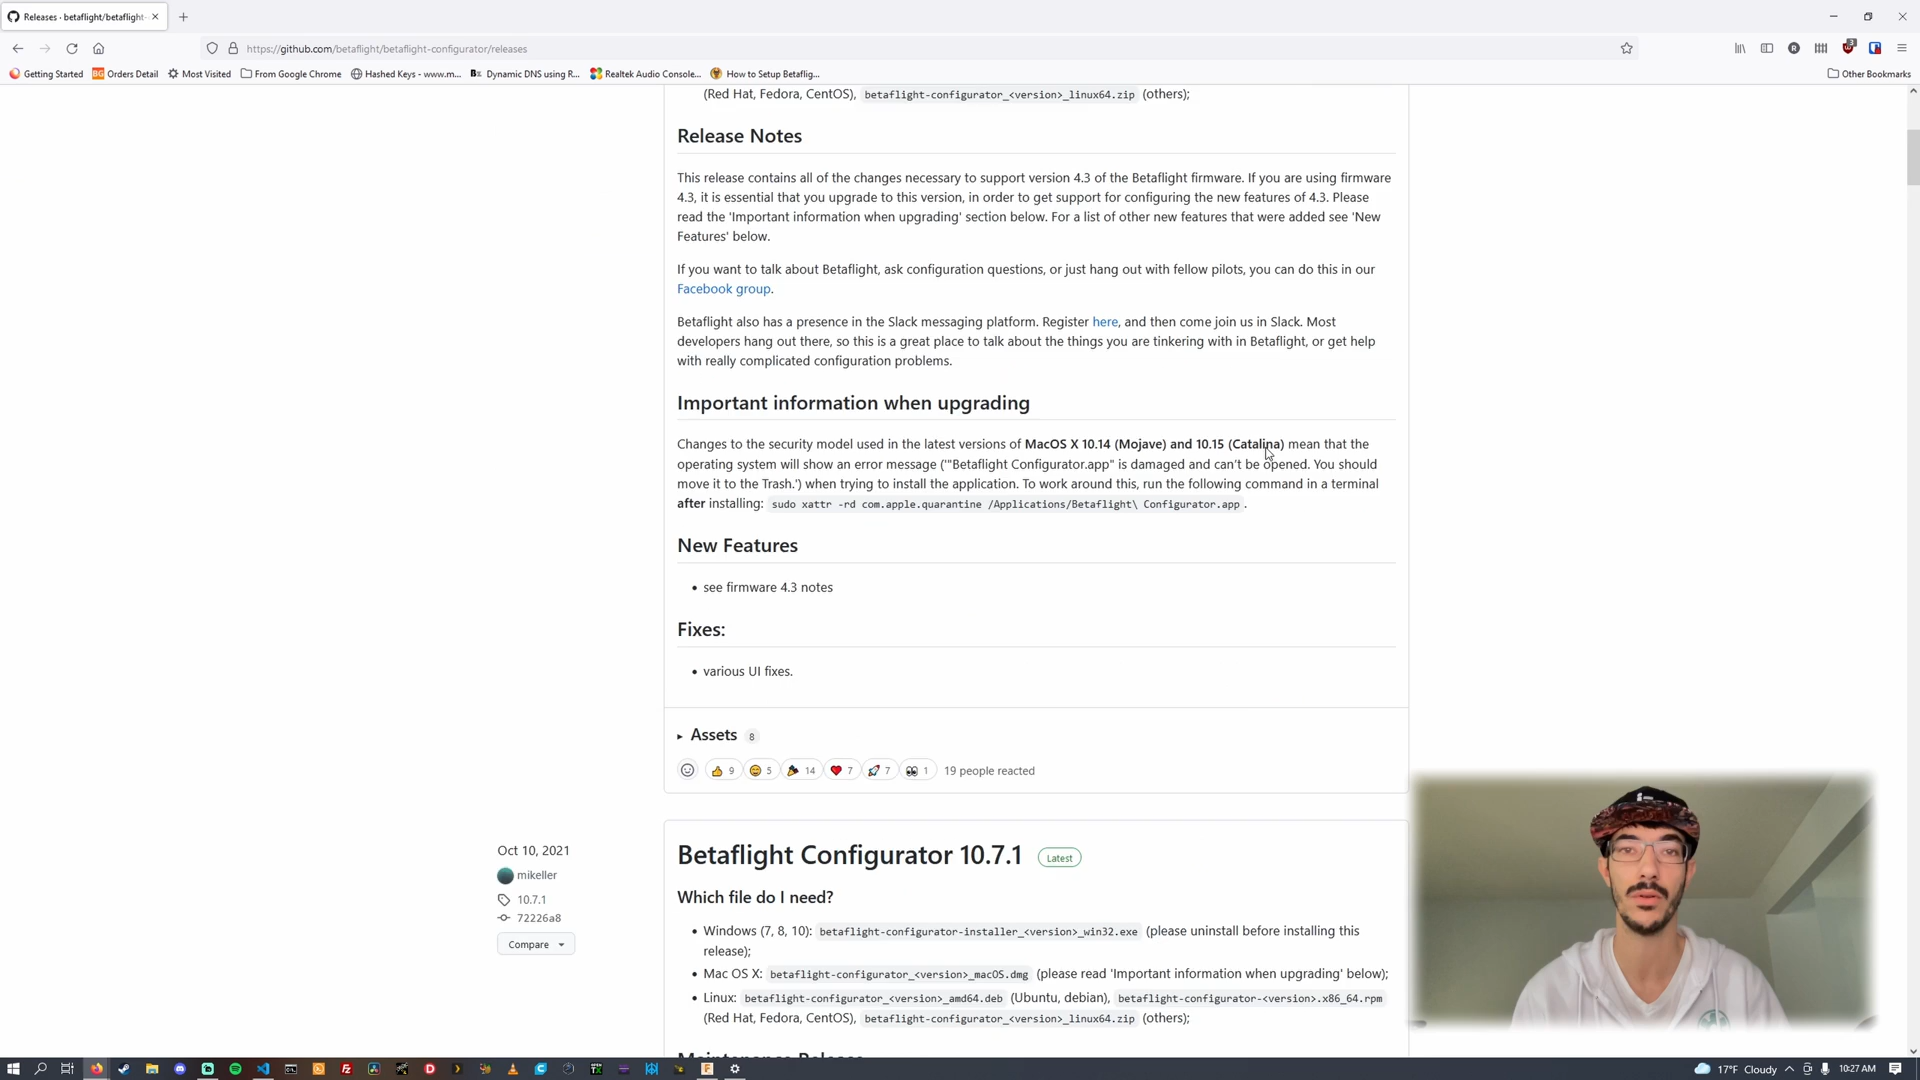 Releases · betaflight/betaflight-
https://github.com/betaflight/betaflight-configurator/releases
Getting Started
Orders Detail
Most Visited
From Google Chrome
Hashed Keys - www.m...
Dynamic DNS using R...
Realtek Audio Console...
How to Setup Betaflig...
Other Bookmarks
(Red Hat, Fedora, CentOS), betaflight-configurator_<version>_linux64.zip (others);
Release Notes
This release contains all of the changes necessary to support version 4.3 of the Betaflight firmware. If you are using firmware
4.3, it is essential that you upgrade to this version, in order to get support for configuring the new features of 4.3. Please
read the 'Important information when upgrading' section below. For a list of other new features that were added see 'New
Features' below.
If you want to talk about Betaflight, ask configuration questions, or just hang out with fellow pilots, you can do this in our
Facebook group.
Betaflight also has a presence in the Slack messaging platform. Register here, and then come join us in Slack. Most
developers hang out there, so this is a great place to talk about the things you are tinkering with in Betaflight, or get help
with really complicated configuration problems.
Important information when upgrading
Changes to the security model used in the latest versions of MacOS X 10.14 (Mojave) and 10.15 (Catalina) mean that the
operating system will show an error message ('"Betaflight Configurator.app" is damaged and can't be opened. You should
move it to the Trash.') when trying to install the application. To work around this, run the following command in a terminal
after installing: sudo xattr -rd com.apple.quarantine /Applications/Betaflight\ Configurator.app.
New Features
• see firmware 4.3 notes
Fixes:
• various UI fixes.
Assets 8
9 5 14 7 7 1 19 people reacted
Oct 10, 2021
mikeller
10.7.1
72226a8
Compare
Betaflight Configurator 10.7.1 Latest
Which file do I need?
• Windows (7, 8, 10): betaflight-configurator-installer_<version>_win32.exe (please uninstall before installing this
release);
• Mac OS X: betaflight-configurator_<version>_macOS.dmg (please read 'Important information when upgrading' below);
• Linux: betaflight-configurator_<version>_amd64.deb (Ubuntu, debian), betaflight-configurator-<version>.x86_64.rpm
(Red Hat, Fedora, CentOS), betaflight-configurator_<version>_linux64.zip (others);
Maintenance Release
17°F Cloudy
10:27 AM